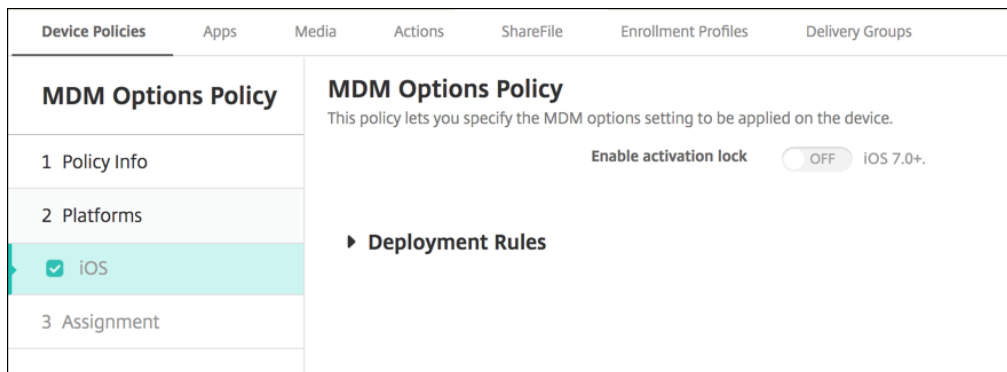 Device Policies Apps Media Actions ShareFile Enrollment Profiles Delivery Groups
MDM Options Policy
1 Policy Info
2 Platforms
iOS
3 Assignment
MDM Options Policy
This policy lets you specify the MDM options setting to be applied on the device.
Enable activation lock OFF iOS 7.0+.
Deployment Rules